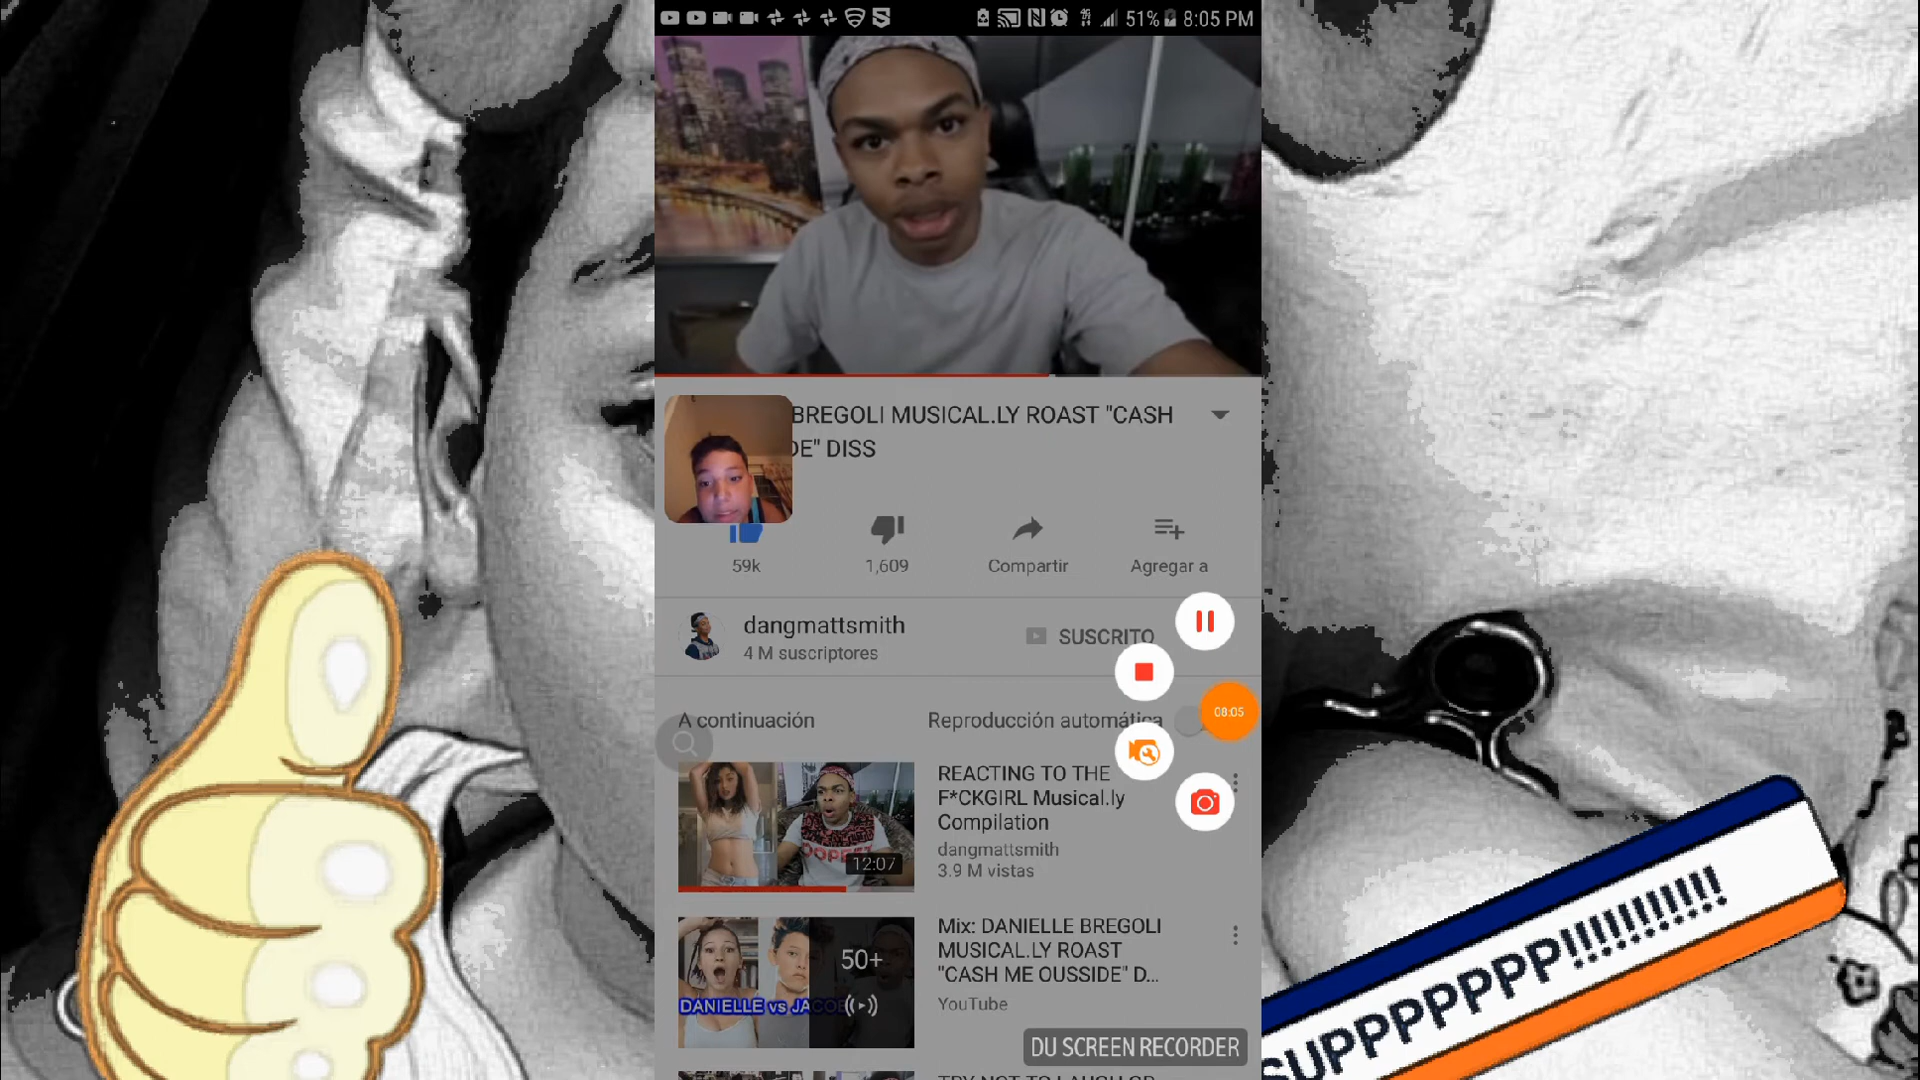 51% 8:05 PM
BREGOLI MUSICAL.LY ROAST "CASH
DE" DISS
59k
1,609
Compartir
Agregar a
dangmattsmith
4 M suscriptores
SUSCRITO
08:05
A continuación
Reproducción automática
REACTING TO THE
F*CKGIRL Musical.ly
Compilation
dangmattsmith
3.9 M vistas
12:07
Mix: DANIELLE BREGOLI
MUSICAL.LY ROAST
"CASH ME OUSSIDE" D...
YouTube
50+
DANIELLE vs JACOB
DU SCREEN RECORDER
SUPPPPPPP!!!!!!!!!!!!